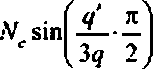 N_c sin(q'/3q · π/2)